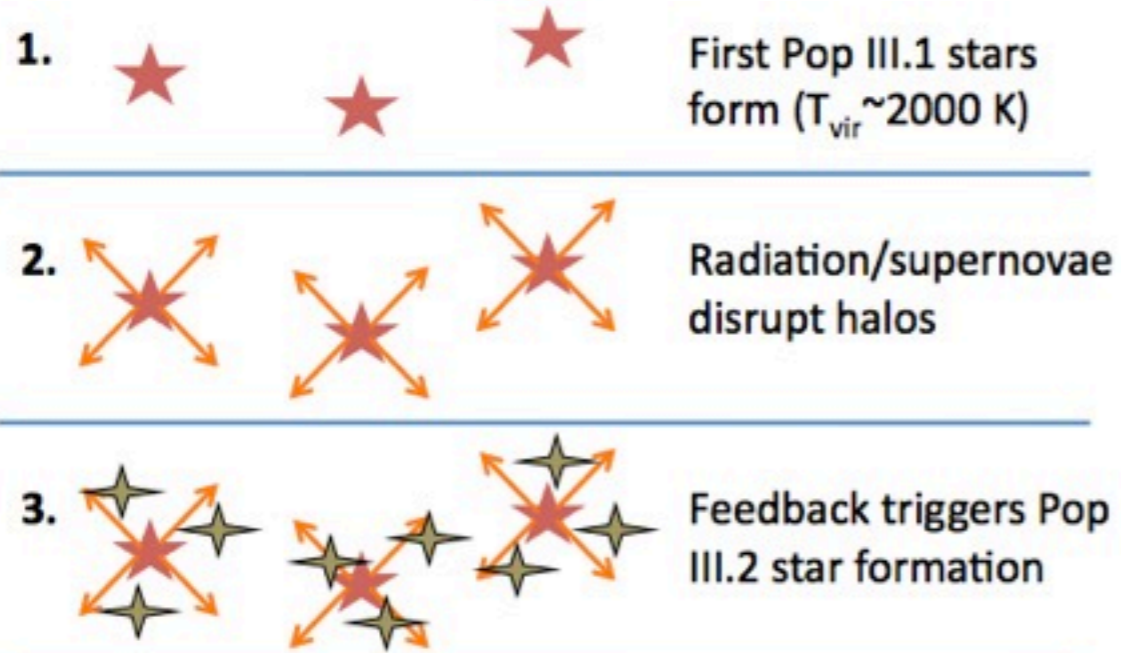 1.
First Pop III.1 stars
form (Tvir~2000 K)
2.
Radiation/supernovae
disrupt halos
3.
Feedback triggers Pop
III.2 star formation